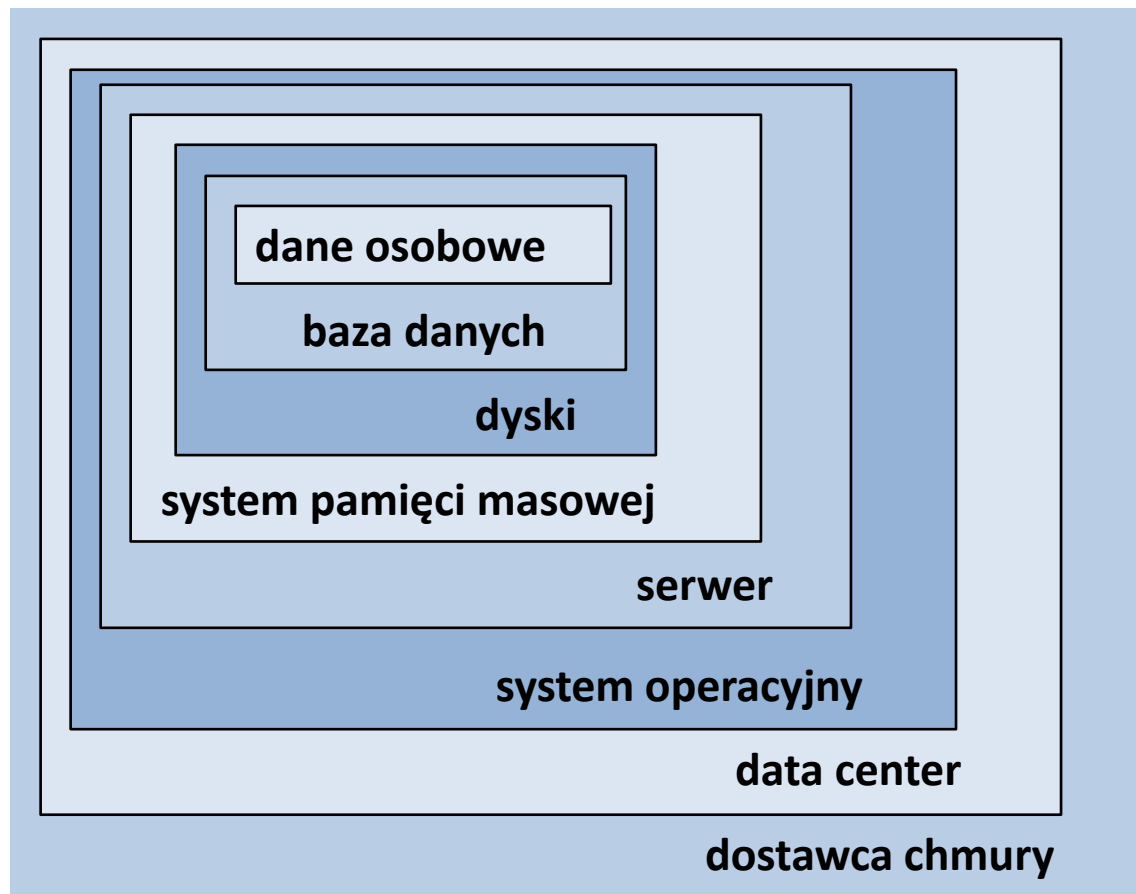 dane osobowe
baza danych
dyski
system pamięci masowej
serwer
system operacyjny
data center
dostawca chmury